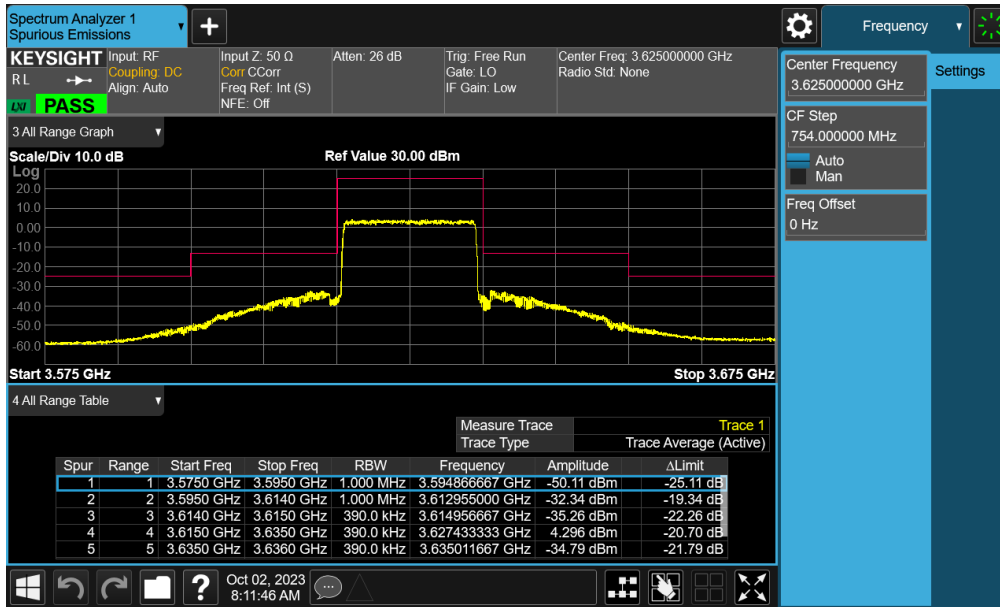 Spectrum Analyzer 1
Spurious Emissions
+
Frequency
KEYSIGHT Input: RF
Coupling: DC
Align: Auto
R L
LXI PASS
Input Z: 50 Ω
Corr CCorr
Freq Ref: Int (S)
NFE: Off
Atten: 26 dB
Trig: Free Run
Gate: LO
IF Gain: Low
Center Freq: 3.625000000 GHz
Radio Std: None
Center Frequency
3.625000000 GHz
Settings
CF Step
754.000000 MHz
Auto
Man
Freq Offset
0 Hz
3 All Range Graph
Scale/Div 10.0 dB
Ref Value 30.00 dBm
Log
20.0
10.0
0.00
-10.0
-20.0
-30.0
-40.0
-50.0
-60.0
Start 3.575 GHz
Stop 3.675 GHz
4 All Range Table
Measure Trace Trace 1
Trace Type Trace Average (Active)
Spur Range Start Freq Stop Freq RBW Frequency Amplitude ΔLimit
1 1 3.5750 GHz 3.5950 GHz 1.000 MHz 3.594866667 GHz -50.11 dBm -25.11 dB
2 2 3.5950 GHz 3.6140 GHz 1.000 MHz 3.612955000 GHz -32.34 dBm -19.34 dB
3 3 3.6140 GHz 3.6150 GHz 390.0 kHz 3.614956667 GHz -35.26 dBm -22.26 dB
4 4 3.6150 GHz 3.6350 GHz 390.0 kHz 3.627433333 GHz 4.296 dBm -20.70 dB
5 5 3.6350 GHz 3.6360 GHz 390.0 kHz 3.635011667 GHz -34.79 dBm -21.79 dB
?
Oct 02, 2023
8:11:46 AM